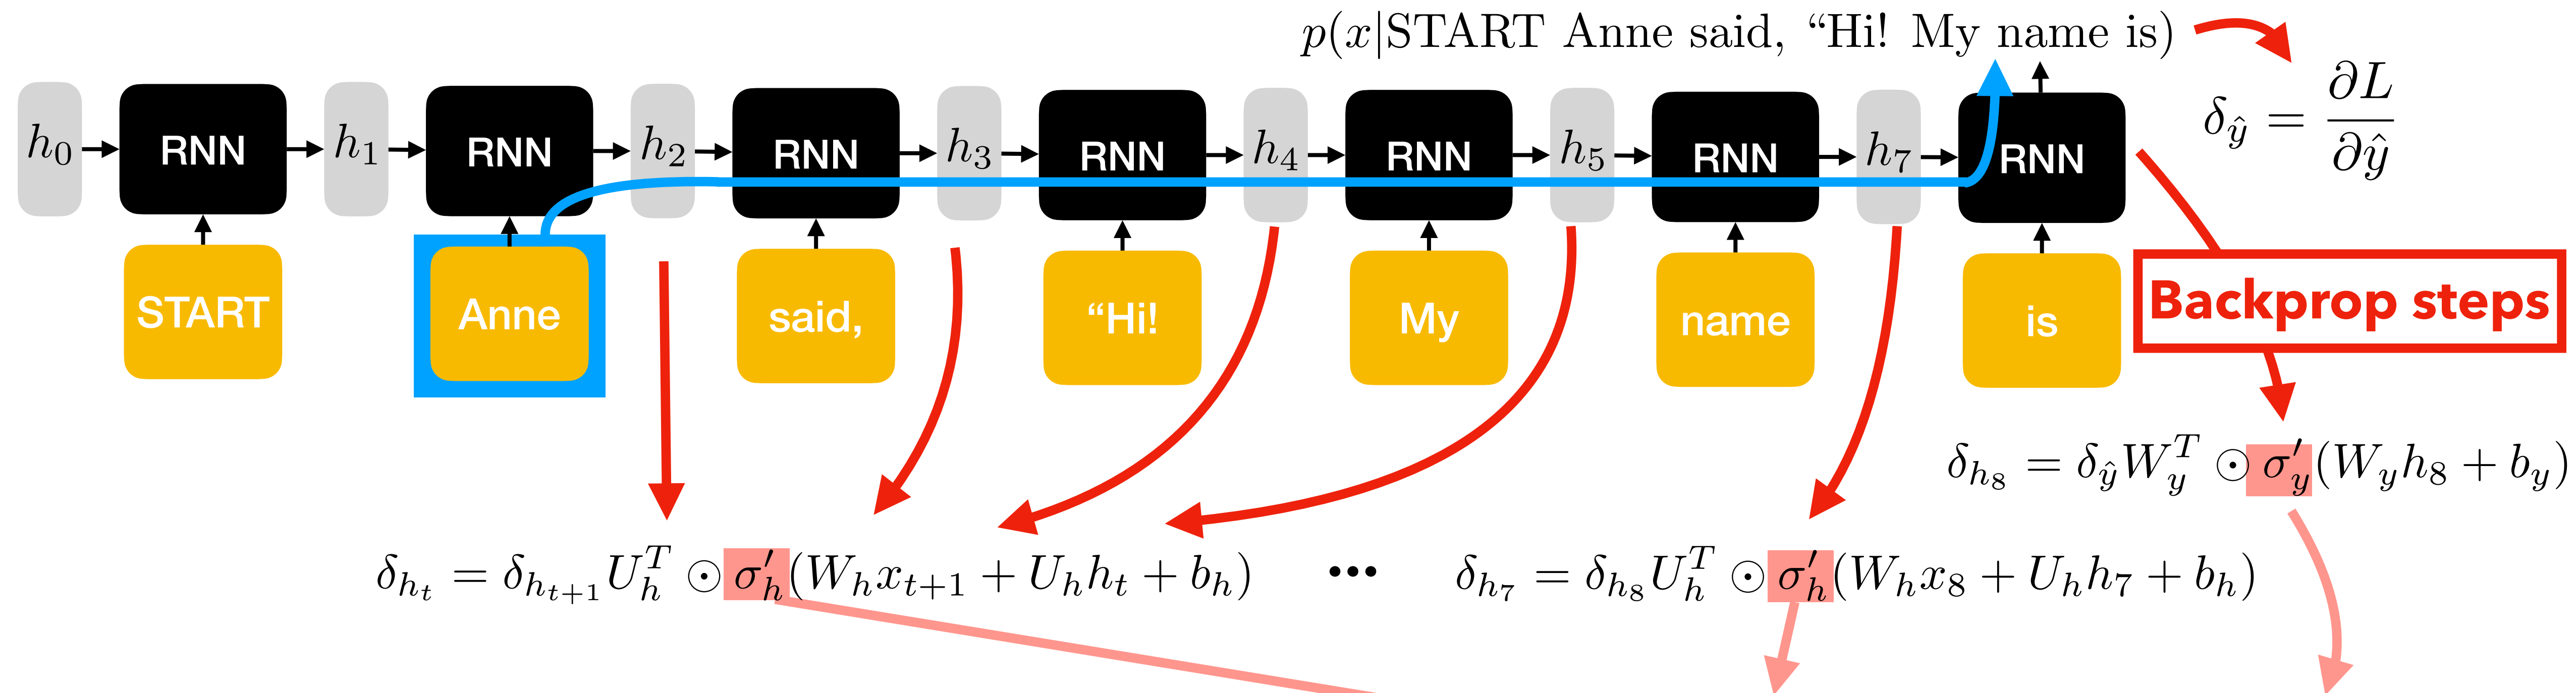 p(x|START Anne said, “Hi! My name is)
δ_ŷ = ∂L/∂ŷ
h_0 RNN h_1 RNN h_2 RNN h_3 RNN h_4 RNN h_5 RNN h_7 RNN
START Anne said, “Hi! My name is
Backprop steps
δ_{h_8} = δ_ŷ W_y^T ⊙ σ′_y(W_y h_8 + b_y)
δ_{h_t} = δ_{h_{t+1}} U_h^T ⊙ σ′_h(W_h x_{t+1} + U_h h_t + b_h) ••• δ_{h_7} = δ_{h_8} U_h^T ⊙ σ′_h(W_h x_8 + U_h h_7 + b_h)